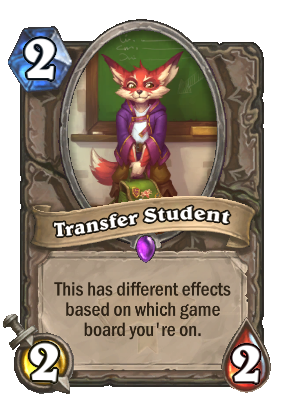 2
Transfer Student
This has different effects
based on which game
board you're on.
2
2